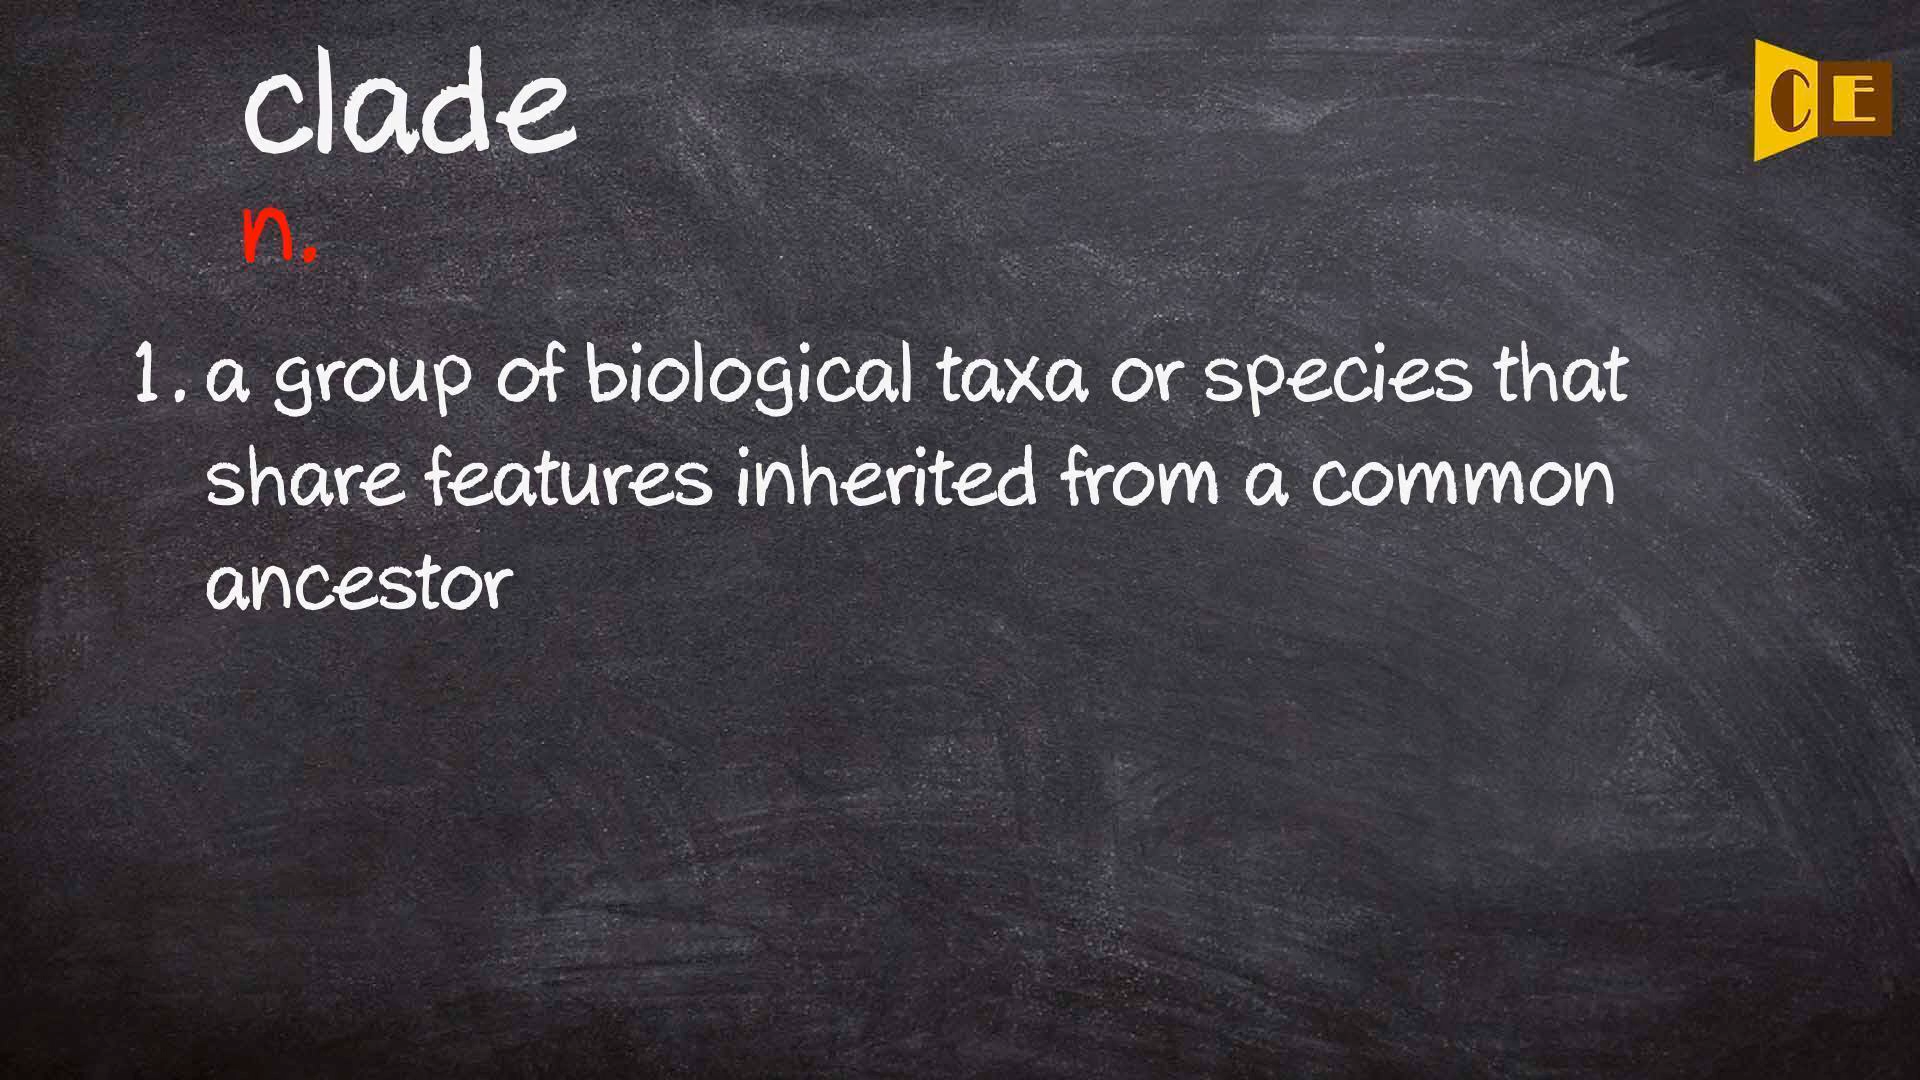 clade
CE
n.
1. a group of biological taxa or species that
share features inherited from a common
ancestor